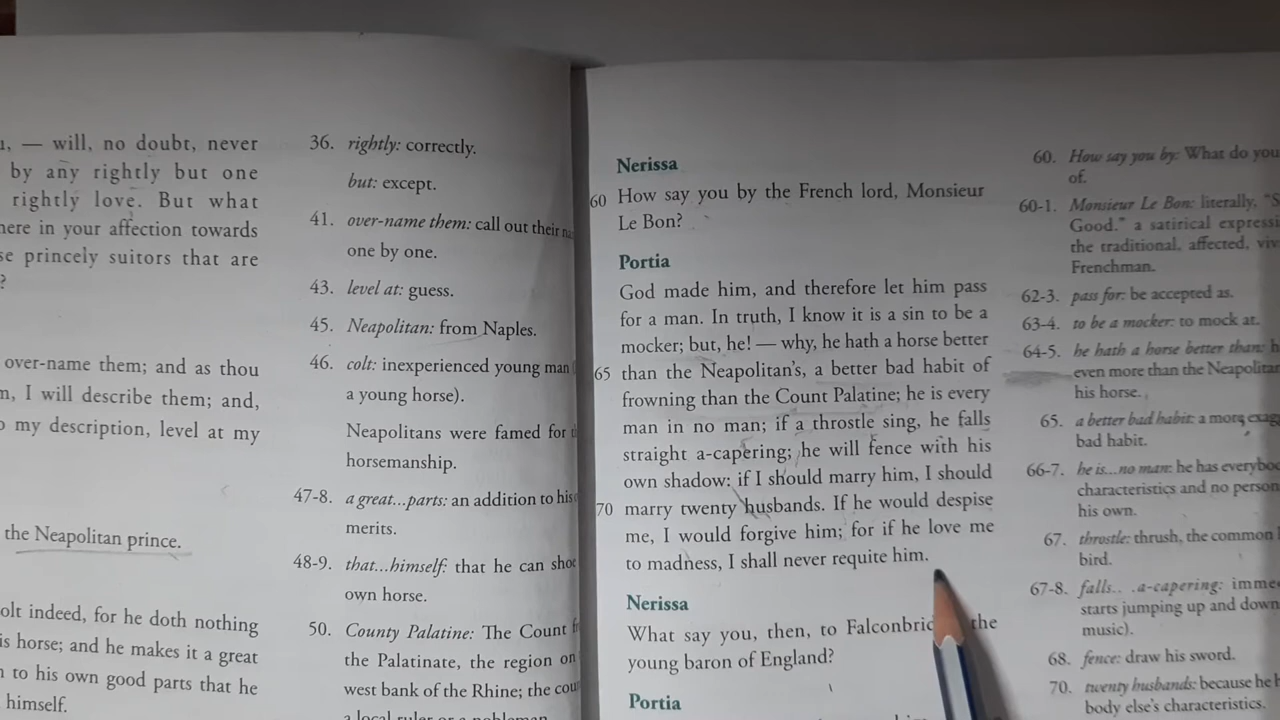 — will, no doubt, never
by any rightly but one
rightly love. But what
in your affection towards
princely suitors that are
?
over-name them; and as thou
I will describe them; and,
my description, level at my
the Neapolitan prince.
indeed, for he doth nothing
horse; and he makes it a great
to his own good parts that he
himself.
36. rightly: correctly.
but: except.
41. over-name them: call out their
one by one.
43. level at: guess.
45. Neapolitan: from Naples.
46. colt: inexperienced young man
a young horse).
Neapolitans were famed for
horsemanship.
47-8. a great...parts: an addition to his
merits.
48-9. that...himself: that he can
own horse.
50. County Palatine: The Count
the Palatinate, the region on
west bank of the Rhine; the
a local ruler or a nobleman
Nerissa
60 How say you by the French lord, Monsieur
Le Bon?
Portia
God made him, and therefore let him pass
for a man. In truth, I know it is a sin to be a
mocker; but, he! — why, he hath a horse better
65 than the Neapolitan's, a better bad habit of
frowning than the Count Palatine; he is every
man in no man; if a throstle sing, he falls
straight a-capering; he will fence with his
own shadow: if I should marry him, I should
70 marry twenty husbands. If he would despise
me, I would forgive him; for if he love me
to madness, I shall never requite him.
Nerissa
What say you, then, to the
young baron of England?
Portia
60. How say you by: What do you
of.
60-1. Monsieur Le Bon: literally,
Good." a satirical
the traditional, affected,
Frenchman.
62-3. pass for: be accepted as.
63-4. to be a mocker: to mock at.
64-5. he hath a horse better than:
even more than the
his horse.
65. a better bad habit: a more
bad habit.
66-7. he is...no man: he has
characteristics and no
his own.
67. throstle: thrush, the common
bird.
67-8. falls.. .a-capering:
starts jumping up and down
music).
68. fence: draw his sword.
70. twenty husbands: because he
body else's characteristics.